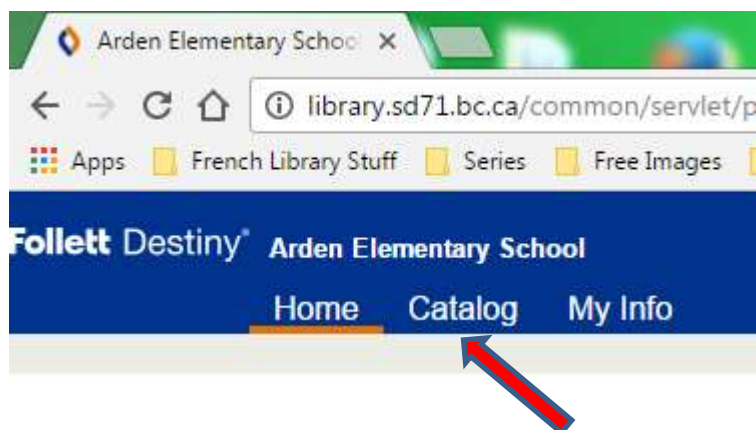 Arden Elementary Schoo
library.sd71.bc.ca/common/servlet/p
Apps French Library Stuff Series Free Images
Follett Destiny® Arden Elementary School
Home Catalog My Info